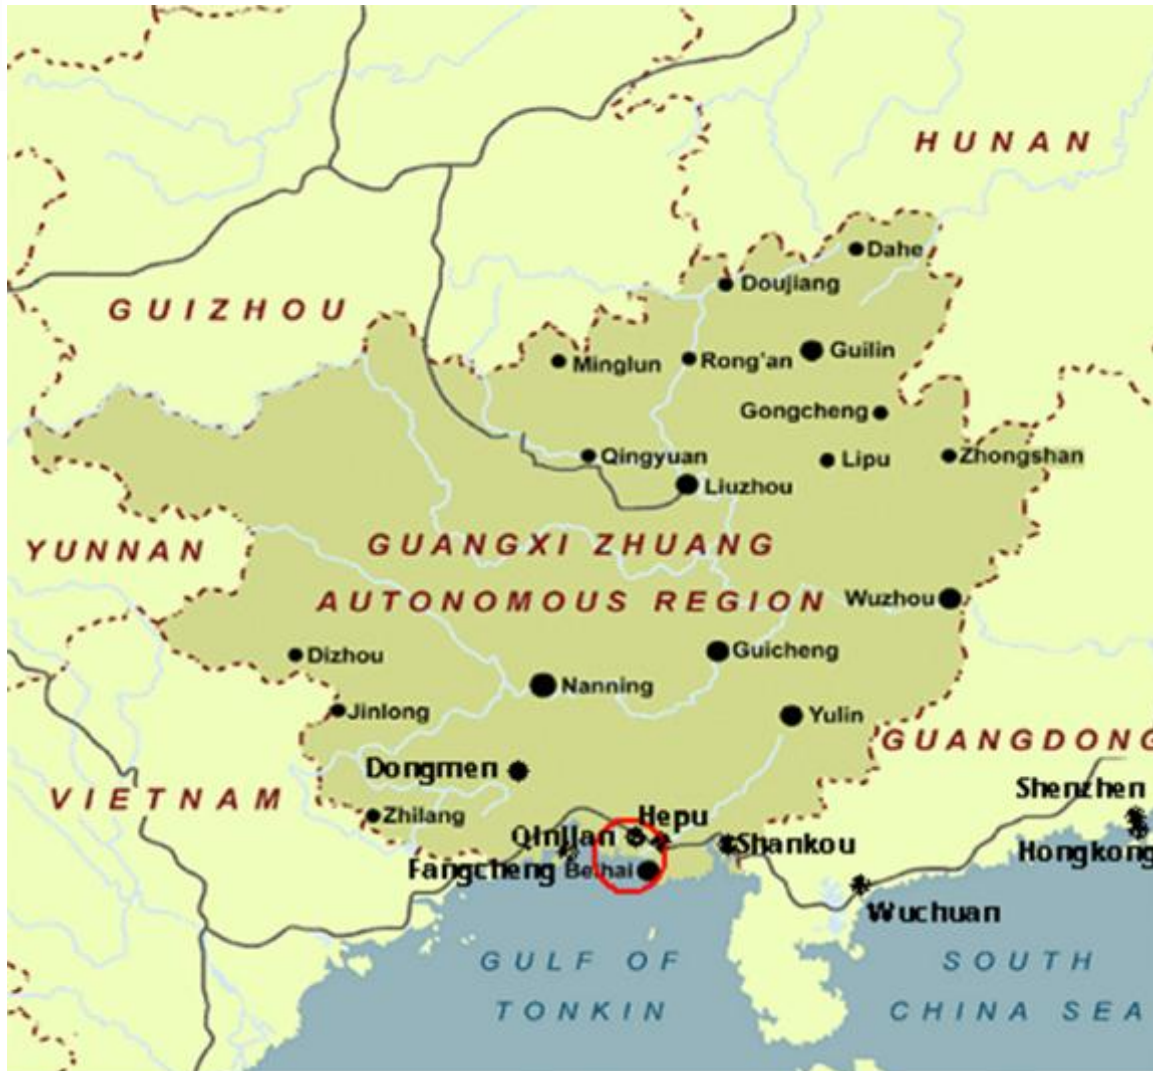 HUNAN
Dahe
Doujiang
GUIZHOU
Minglun
Rong'an
Guilin
Gongcheng
Qingyuan
Lipu
Zhongshan
Liuzhou
YUNNAN
GUANGXI ZHUANG
AUTONOMOUS REGION
Wuzhou
Dizhou
Guicheng
Nanning
Jinlong
Yulin
GUANGDONG
Dongmen
VIETNAM
Zhilang
Shenzhen
Hepu
Shankou
Hongkong
Fangcheng
Beihai
Wuchuan
GULF OF
TONKIN
SOUTH
CHINA SEA